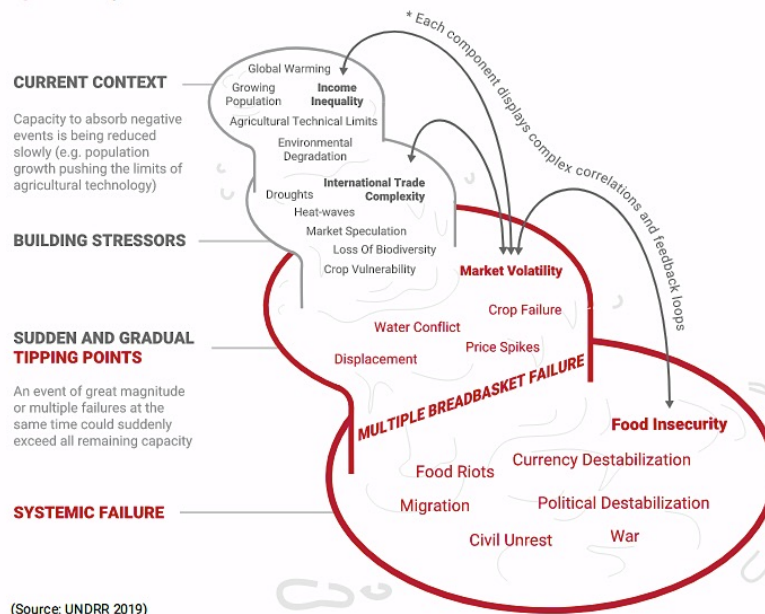 * Each component displays complex correlations and feedback loops
CURRENT CONTEXT
Capacity to absorb negative
events is being reduced
slowly (e.g. population
growth pushing the limits of
agricultural technology)
Global Warming
Growing
Population
Income
Inequality
Agricultural Technical Limits
Environmental
Degradation
BUILDING STRESSORS
International Trade
Complexity
Droughts
Heat-waves
Market Speculation
Loss Of Biodiversity
Crop Vulnerability
SUDDEN AND GRADUAL
TIPPING POINTS
An event of great magnitude
or multiple failures at the
same time could suddenly
exceed all remaining capacity
Market Volatility
Crop Failure
Water Conflict
Price Spikes
Displacement
MULTIPLE BREADBASKET FAILURE
SYSTEMIC FAILURE
Food Insecurity
Currency Destabilization
Food Riots
Migration
Political Destabilization
Civil Unrest
War
(Source: UNDRR 2019)